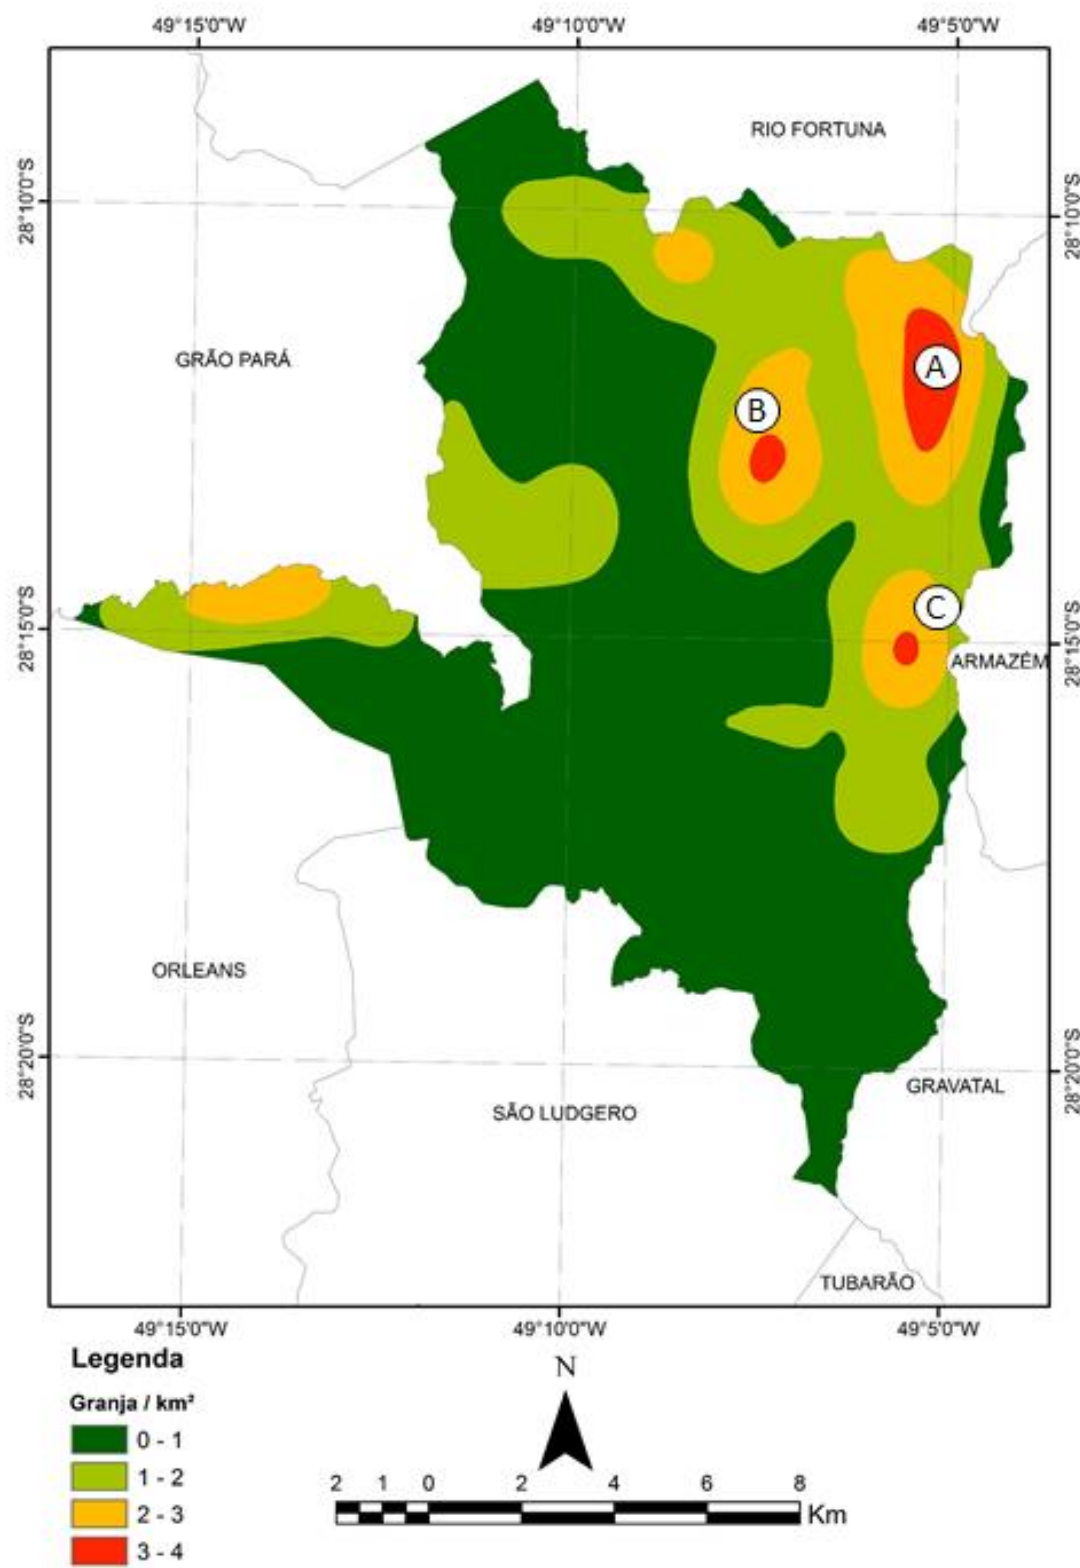 49°15'0"W 49°10'0"W 49°5'0"W
RIO FORTUNA
28°10'0"S 28°10'0"S
GRÃO PARÁ
A
B
C
28°15'0"S 28°15'0"S
ARMAZÉM
ORLEANS
28°20'0"S 28°20'0"S
GRAVATAL
SÃO LUDGERO
TUBARÃO
49°15'0"W 49°10'0"W 49°5'0"W
Legenda
Granja / km²
0 - 1
1 - 2
2 - 3
3 - 4
N
2 1 0 2 4 6 8
Km